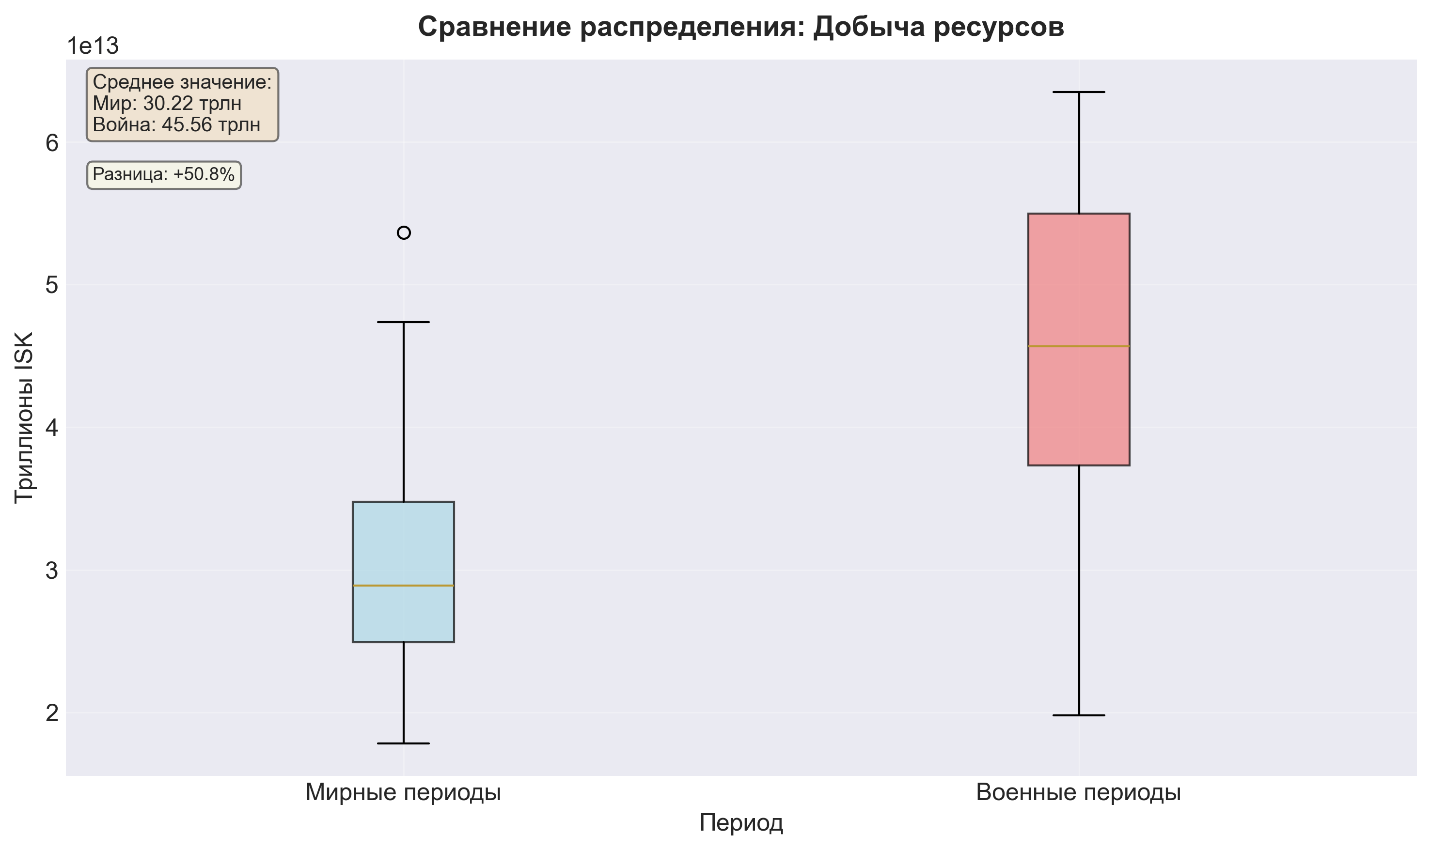 Сравнение распределения: Добыча ресурсов
1e13
Среднее значение:
Мир: 30.22 трлн
Война: 45.56 трлн
Разница: +50.8%
6
5
4
3
2
Триллионы ISK
Мирные периоды
Военные периоды
Период